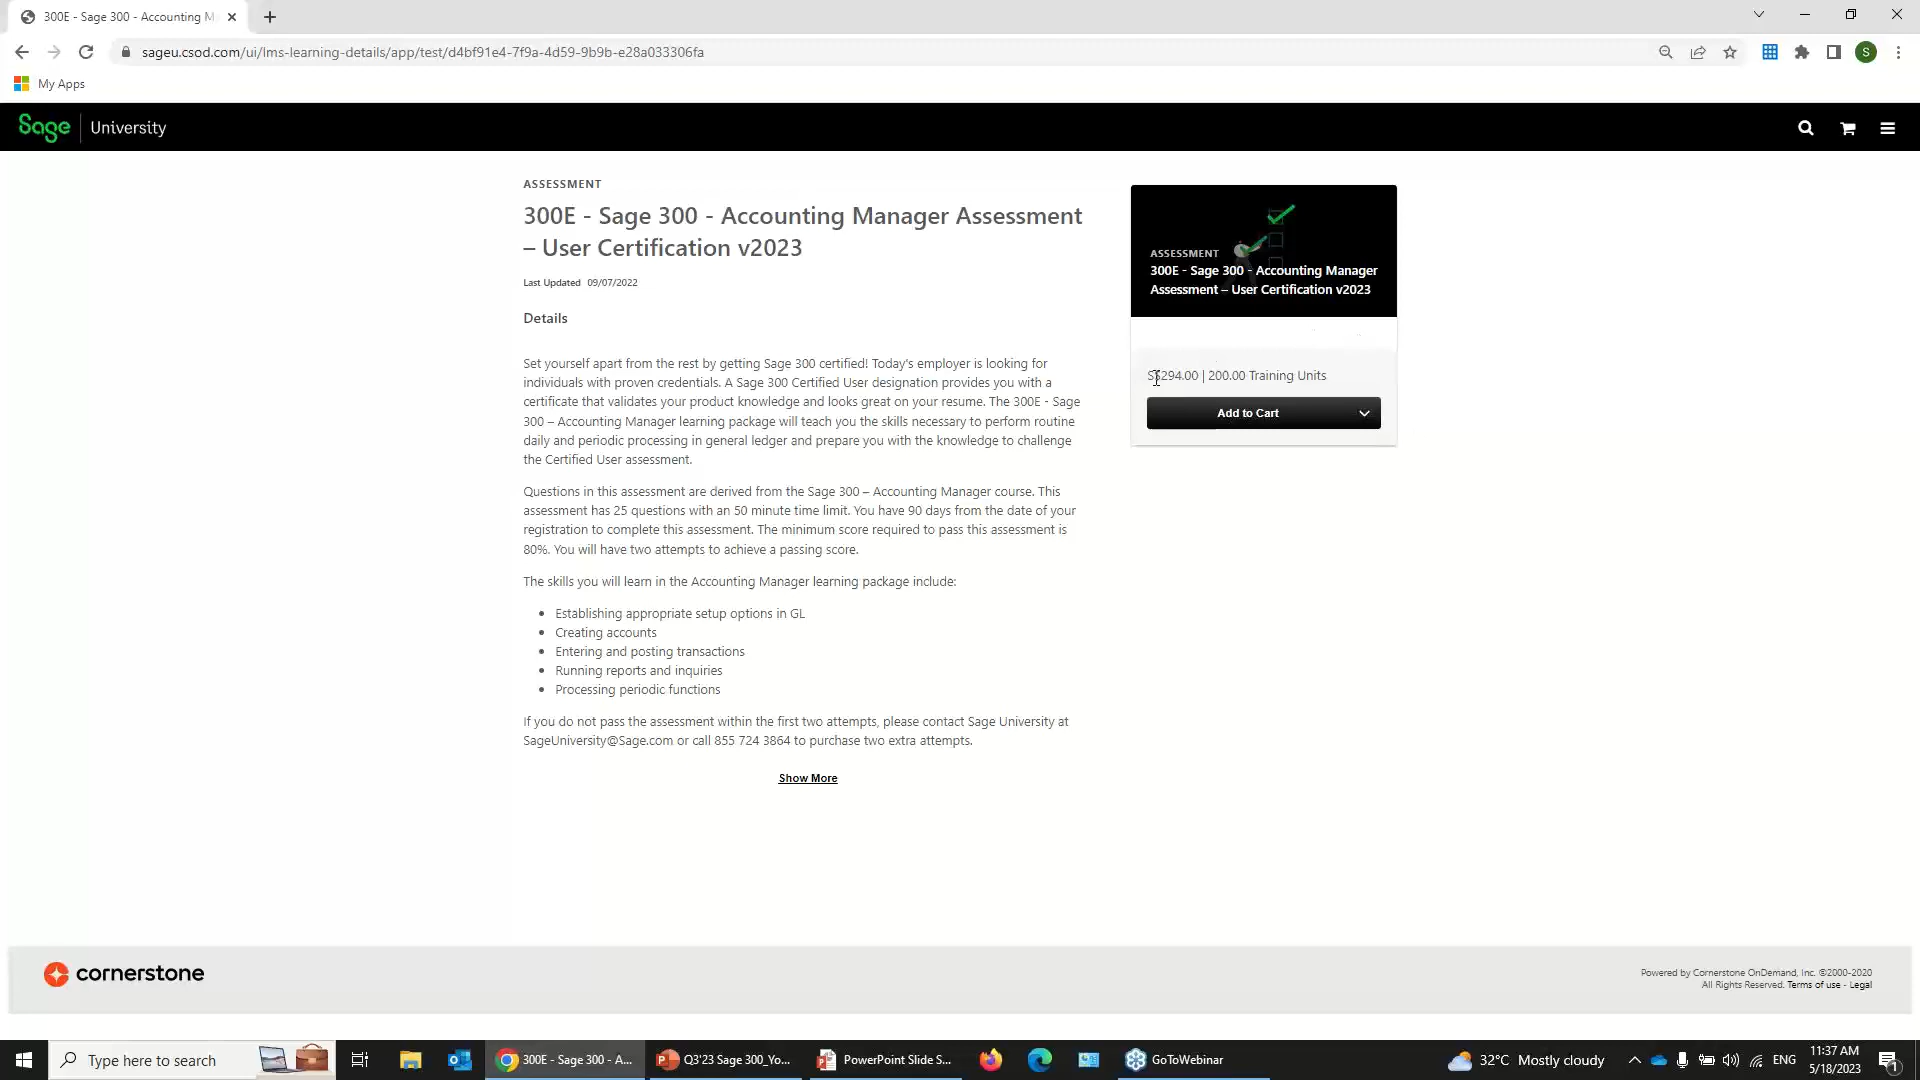 300E - Sage 300 - Accounting M
sageu.csod.com/ui/lms-learning-details/app/test/d4bf91e4-7f9a-4d59-9b9b-e28a033306fa
S
My Apps
Sage University
ASSESSMENT
300E - Sage 300 - Accounting Manager Assessment
– User Certification v2023
Last Updated 09/07/2022
Details
Set yourself apart from the rest by getting Sage 300 certified! Today's employer is looking for
individuals with proven credentials. A Sage 300 Certified User designation provides you with a
certificate that validates your product knowledge and looks great on your resume. The 300E - Sage
300 – Accounting Manager learning package will teach you the skills necessary to perform routine
daily and periodic processing in general ledger and prepare you with the knowledge to challenge
the Certified User assessment.
Questions in this assessment are derived from the Sage 300 – Accounting Manager course. This
assessment has 25 questions with an 50 minute time limit. You have 90 days from the date of your
registration to complete this assessment. The minimum score required to pass this assessment is
80%. You will have two attempts to achieve a passing score.
The skills you will learn in the Accounting Manager learning package include:
• Establishing appropriate setup options in GL
• Creating accounts
• Entering and posting transactions
• Running reports and inquiries
• Processing periodic functions
If you do not pass the assessment within the first two attempts, please contact Sage University at
SageUniversity@Sage.com or call 855 724 3864 to purchase two extra attempts.
Show More
ASSESSMENT
300E - Sage 300 - Accounting Manager
Assessment – User Certification v2023
S$294.00 | 200.00 Training Units
Add to Cart
cornerstone
Powered by Cornerstone OnDemand, Inc. ©2000-2020
All Rights Reserved. Terms of use - Legal
Type here to search
300E - Sage 300 - A...
Q3'23 Sage 300_Yo...
PowerPoint Slide S...
GoToWebinar
32°C Mostly cloudy
ENG
11:37 AM
5/18/2023
1